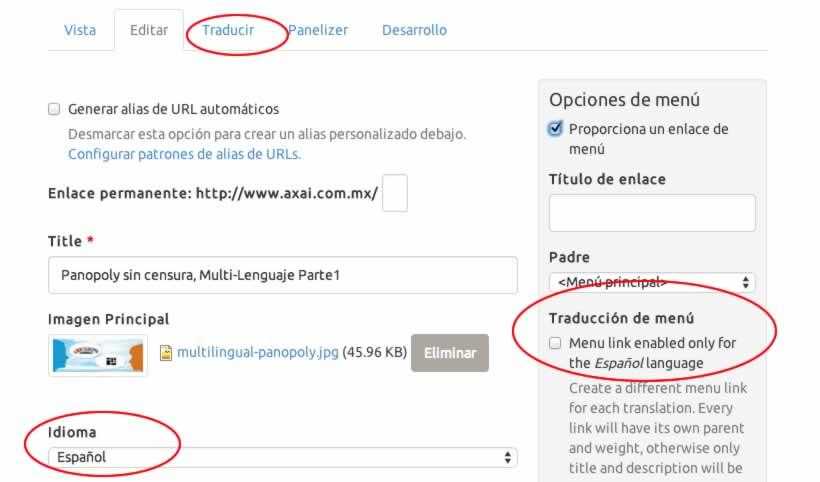 Vista Editar Traducir Panelizer Desarrollo
Generar alias de URL automáticos
Desmarcar esta opción para crear un alias personalizado debajo.
Configurar patrones de alias de URLs.
Enlace permanente: http://www.axai.com.mx/
Title *
Panopoly sin censura, Multi-Lenguaje Parte1
Imagen Principal
multilingual-panopoly.jpg (45.96 KB) Eliminar
Idioma
Español
Opciones de menú
Proporciona un enlace de
menú
Título de enlace
Padre
<Menú principal>
Traducción de menú
Menu link enabled only for
the Español language
Create a different menu link
for each translation. Every
link will have its own parent
and weight, otherwise only
title and description will be